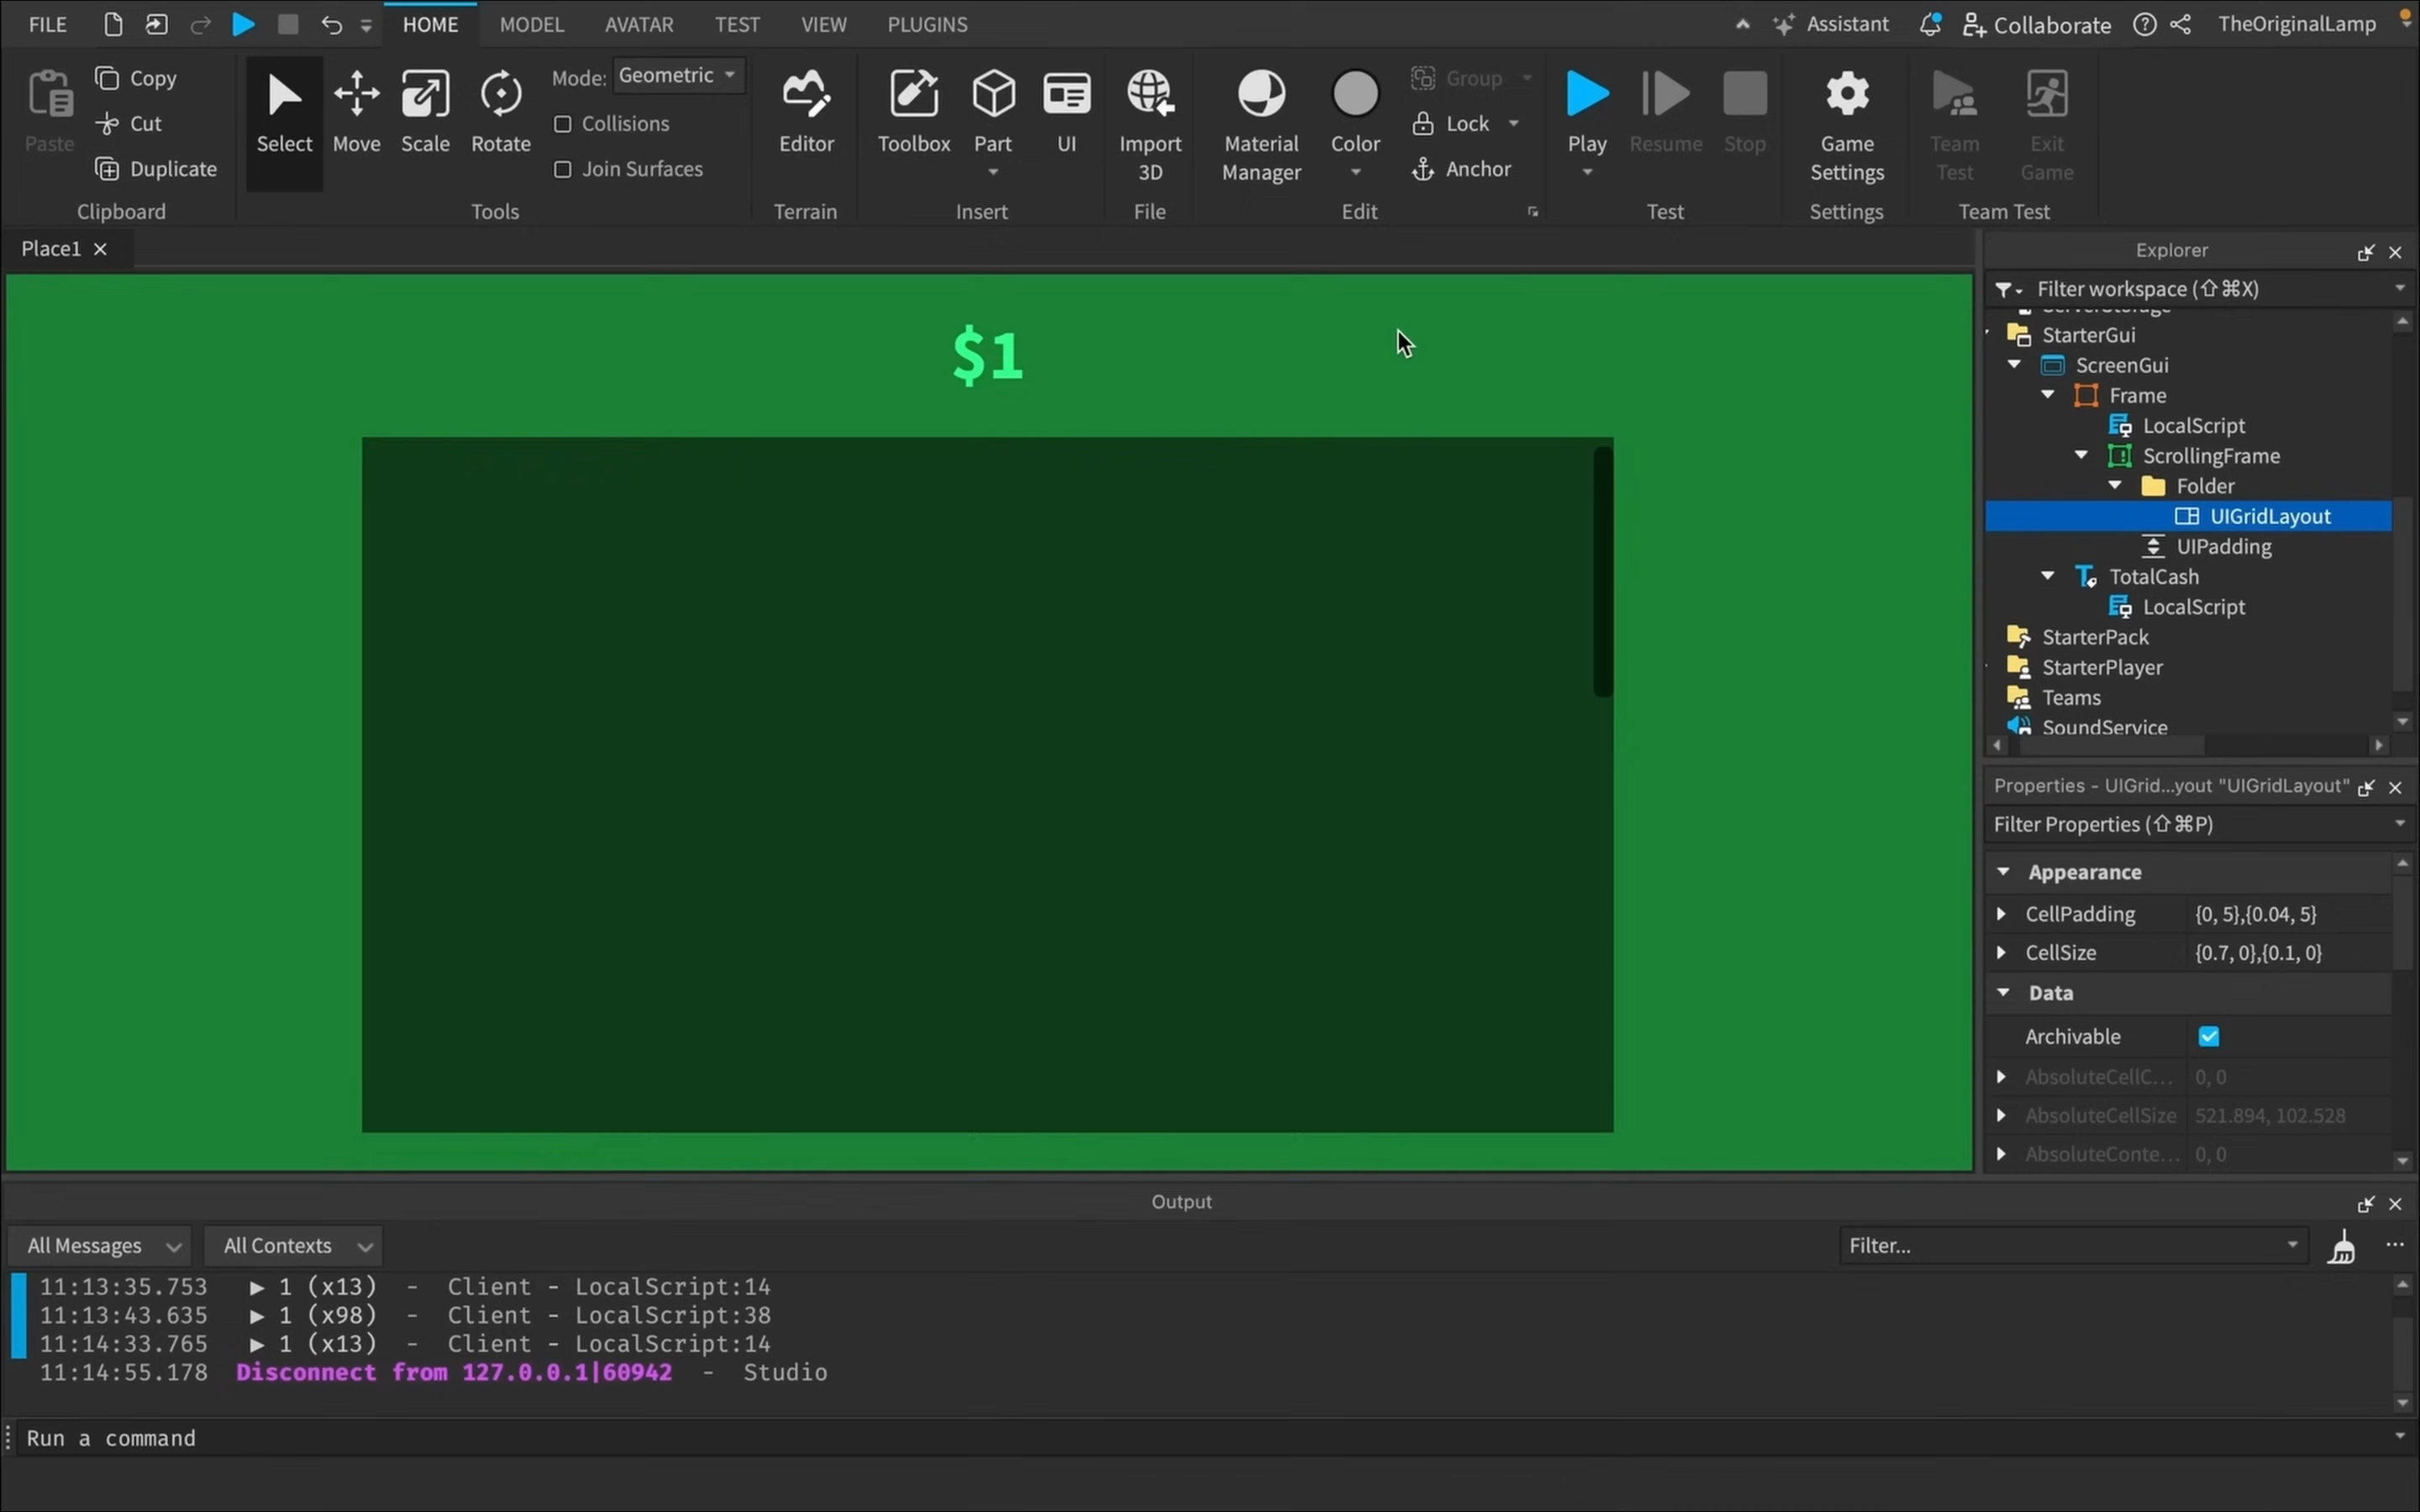 FILE HOME MODEL AVATAR TEST VIEW PLUGINS Assistant Collaborate TheOriginalLamp
Paste
Copy
Cut
Duplicate
Clipboard
Select Move Scale Rotate
Mode: Geometric
Collisions
Join Surfaces
Tools
Editor
Terrain
Toolbox Part UI
Insert
Import
3D
File
Material
Manager
Color
Group
Lock
Anchor
Edit
Play Resume Stop
Test
Game
Settings
Settings
Team
Test
Exit
Game
Team Test
Place1
$1
Explorer
Filter workspace (⇧⌘X)
ServerStorage
StarterGui
ScreenGui
Frame
LocalScript
ScrollingFrame
Folder
UIGridLayout
UIPadding
TotalCash
LocalScript
StarterPack
StarterPlayer
Teams
SoundService
Properties - UIGrid...yout "UIGridLayout"
Filter Properties (⇧⌘P)
Appearance
CellPadding {0, 5},{0.04, 5}
CellSize {0.7, 0},{0.1, 0}
Data
Archivable
AbsoluteCellC... 0, 0
AbsoluteCellSize 521.894, 102.528
AbsoluteConte... 0, 0
Output
All Messages All Contexts Filter...
11:13:35.753 ▶ 1 (x13) - Client - LocalScript:14
11:13:43.635 ▶ 1 (x98) - Client - LocalScript:38
11:14:33.765 ▶ 1 (x13) - Client - LocalScript:14
11:14:55.178 Disconnect from 127.0.0.1|60942 - Studio
Run a command